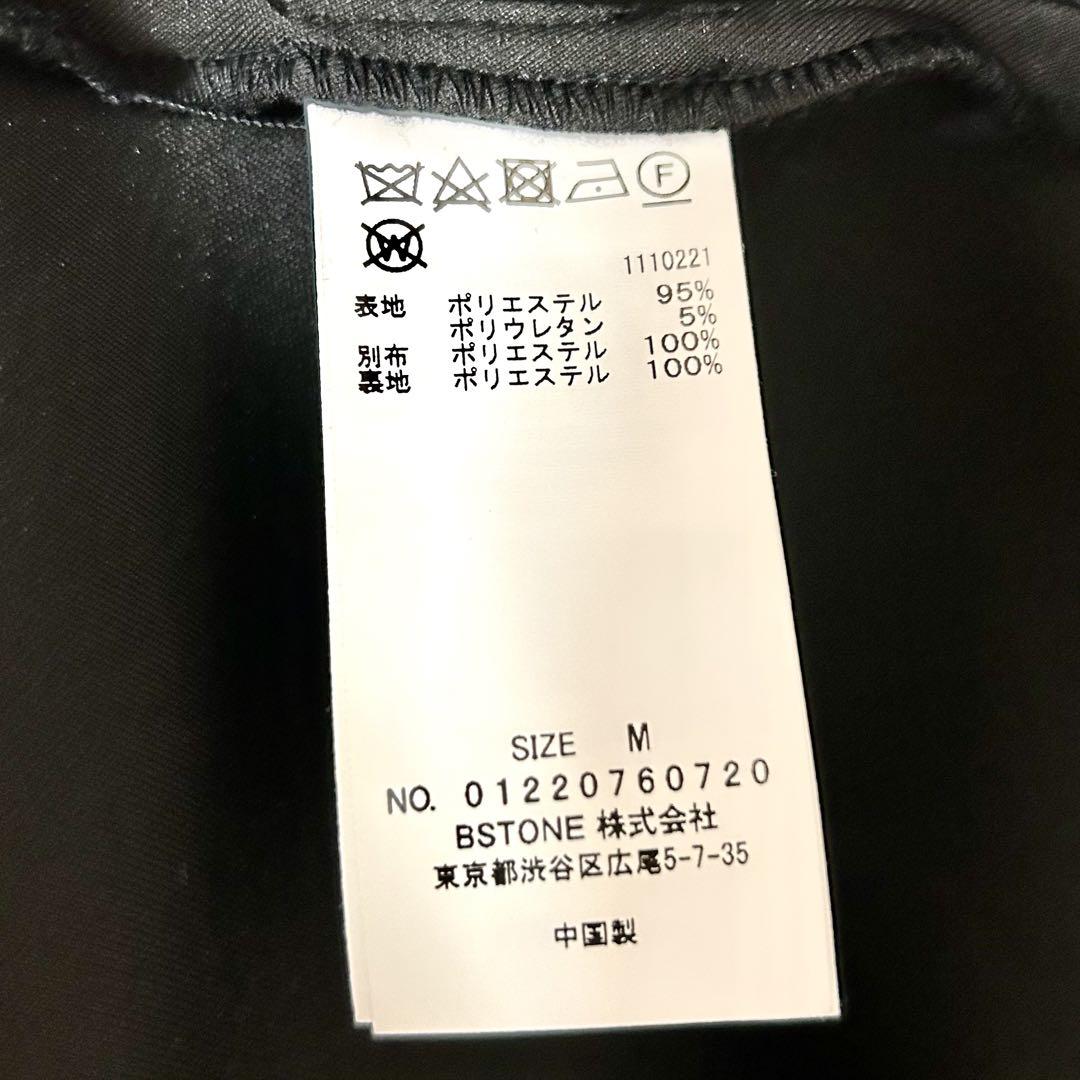 F
W
1110221
表地 ポリエステル 95%
ポリウレタン 5%
別布 ポリエステル 100%
裏地 ポリエステル 100%
SIZE M
NO. 01220760720
BSTONE 株式会社
東京都渋谷区広尾5-7-35
中国製